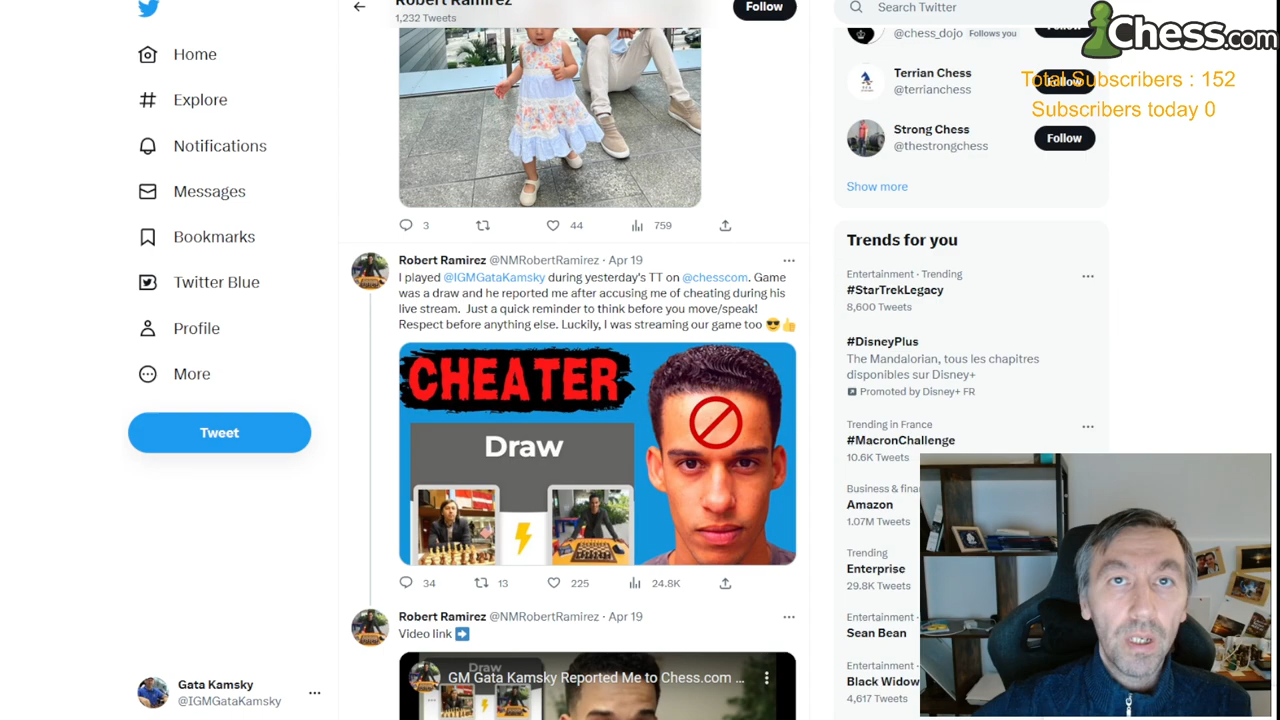 Robert Ramirez
1,232 Tweets
Follow
Home
Explore
Notifications
Messages
Bookmarks
Twitter Blue
Profile
More
Tweet
Gata Kamsky
@IGMGataKamsky
3
44
759
Robert Ramirez @NMRobertRamirez · Apr 19
I played @IGMGataKamsky during yesterday's TT on @chesscom. Game
was a draw and he reported me after accusing me of cheating during his
live stream. Just a quick reminder to think before you move/speak!
Respect before anything else. Luckily, I was streaming our game too 😎👍
CHEATER
Draw
34
13
225
24.8K
Robert Ramirez @NMRobertRamirez · Apr 19
Video link ➡
Draw
GM Gata Kamsky Reported Me to Chess.com ...
Search Twitter
Chess.com
@chess_dojo Follows you
Follow
Total Subscribers : 152
Subscribers today 0
Terrian Chess
@terrianchess
Follow
Strong Chess
@thestrongchess
Follow
Show more
Trends for you
Entertainment · Trending
#StarTrekLegacy
8,600 Tweets
#DisneyPlus
The Mandalorian, tous les chapitres
disponibles sur Disney+
Promoted by Disney+ FR
Trending in France
#MacronChallenge
10.6K Tweets
Business & finan
Amazon
1.07M Tweets
Trending
Enterprise
29.8K Tweets
Entertainment ·
Sean Bean
Entertainment ·
Black Widow
4,617 Tweets